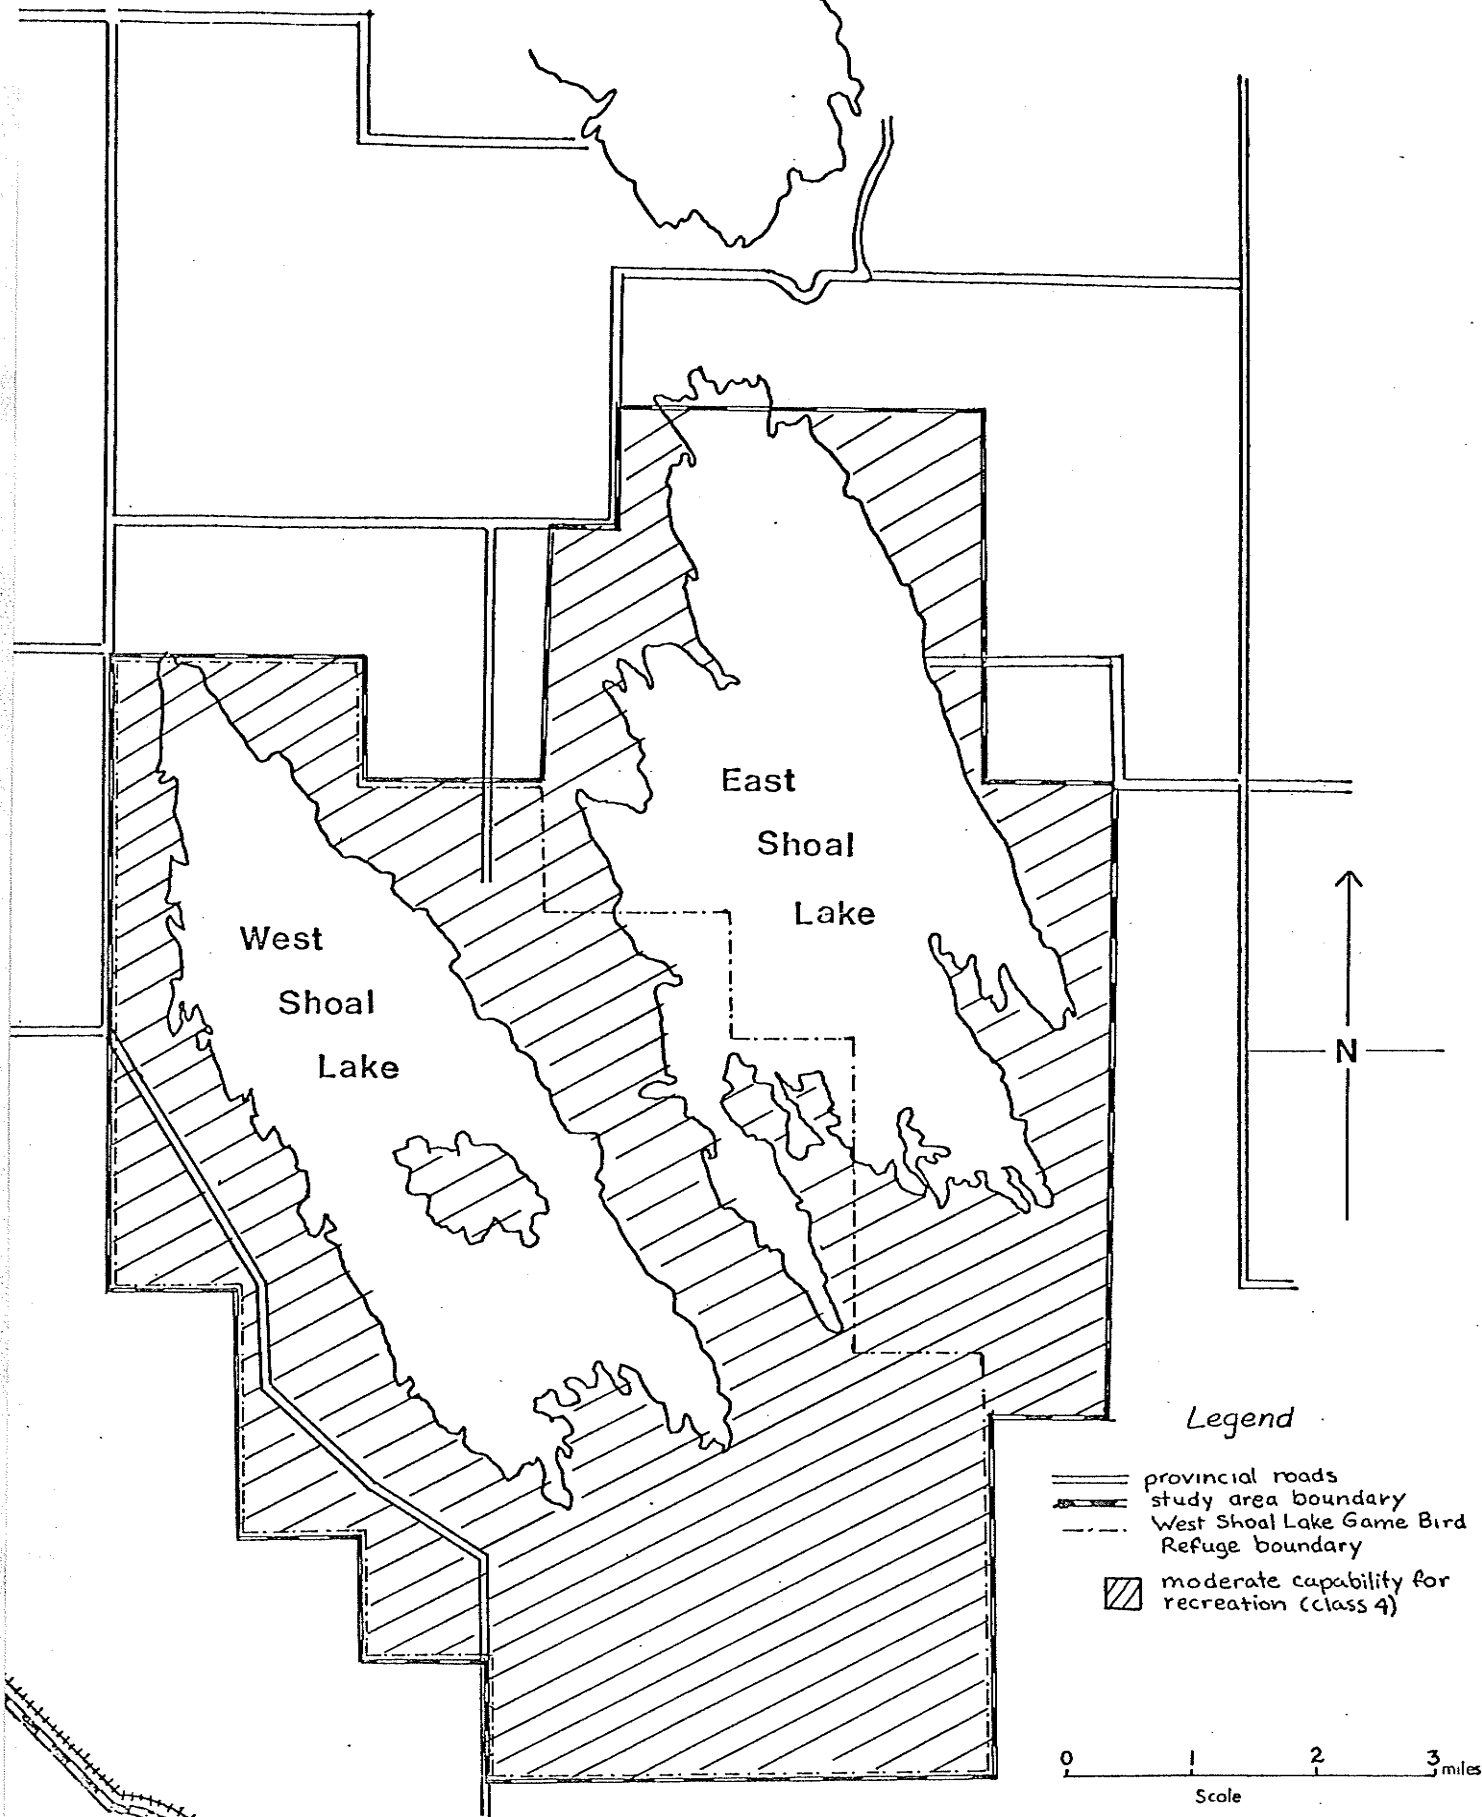 East
Shoal
Lake
West
Shoal
Lake
N
Legend
provincial roads
study area boundary
West Shoal Lake Game Bird
Refuge boundary
moderate capability for
recreation (class 4)
0 1 2 3 miles
Scale